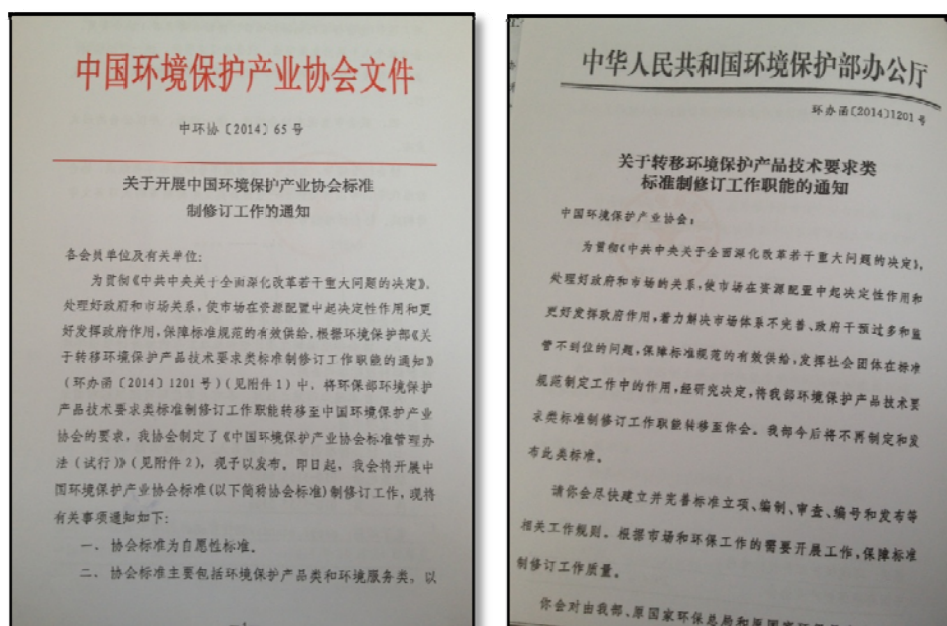 中国环境保护产业协会文件
中环协〔2014〕65号
关于开展中国环境保护产业协会标准
制修订工作的通知
各会员单位及有关单位：
为贯彻《中共中央关于全面深化改革若干重大问题的决定》，
处理好政府和市场关系，使市场在资源配置中起决定性作用和更
好发挥政府作用，保障标准规范的有效供给，根据环境保护部《关
于转移环境保护产品技术要求类标准制修订工作职能的通知》
（环办函〔2014〕1201号）（见附件1）中，将环保部环境保护
产品技术要求类标准制修订工作职能转移至中国环境保护产业
协会的要求，我协会制定了《中国环境保护产业协会标准管理办
法（试行）》（见附件2），现予以发布。即日起，我会将开展中
国环境保护产业协会标准（以下简称协会标准）制修订工作，现将
有关事项通知如下：
一、协会标准为自愿性标准。
二、协会标准主要包括环境保护产品类和环境服务类，以
中华人民共和国环境保护部办公厅
环办函〔2014〕1201号
关于转移环境保护产品技术要求类
标准制修订工作职能的通知
中国环境保护产业协会：
为贯彻《中共中央关于全面深化改革若干重大问题的决定》，
处理好政府和市场的关系，使市场在资源配置中起决定性作用和
更好发挥政府作用，着力解决市场体系不完善、政府干预过多和监
管不到位的问题，保障标准规范的有效供给，发挥社会团体在标准
规范制定工作中的作用，经研究决定，将我部环境保护产品技术要
求类标准制修订工作职能转移至你会。我部今后将不再制定和发
布此类标准。
请你会尽快建立并完善标准立项、编制、审查、编号和发布等
相关工作规则。根据市场和环保工作的需要开展工作，保障标准
制修订工作质量。
你会对由我部、原国家环保总局和原国家环